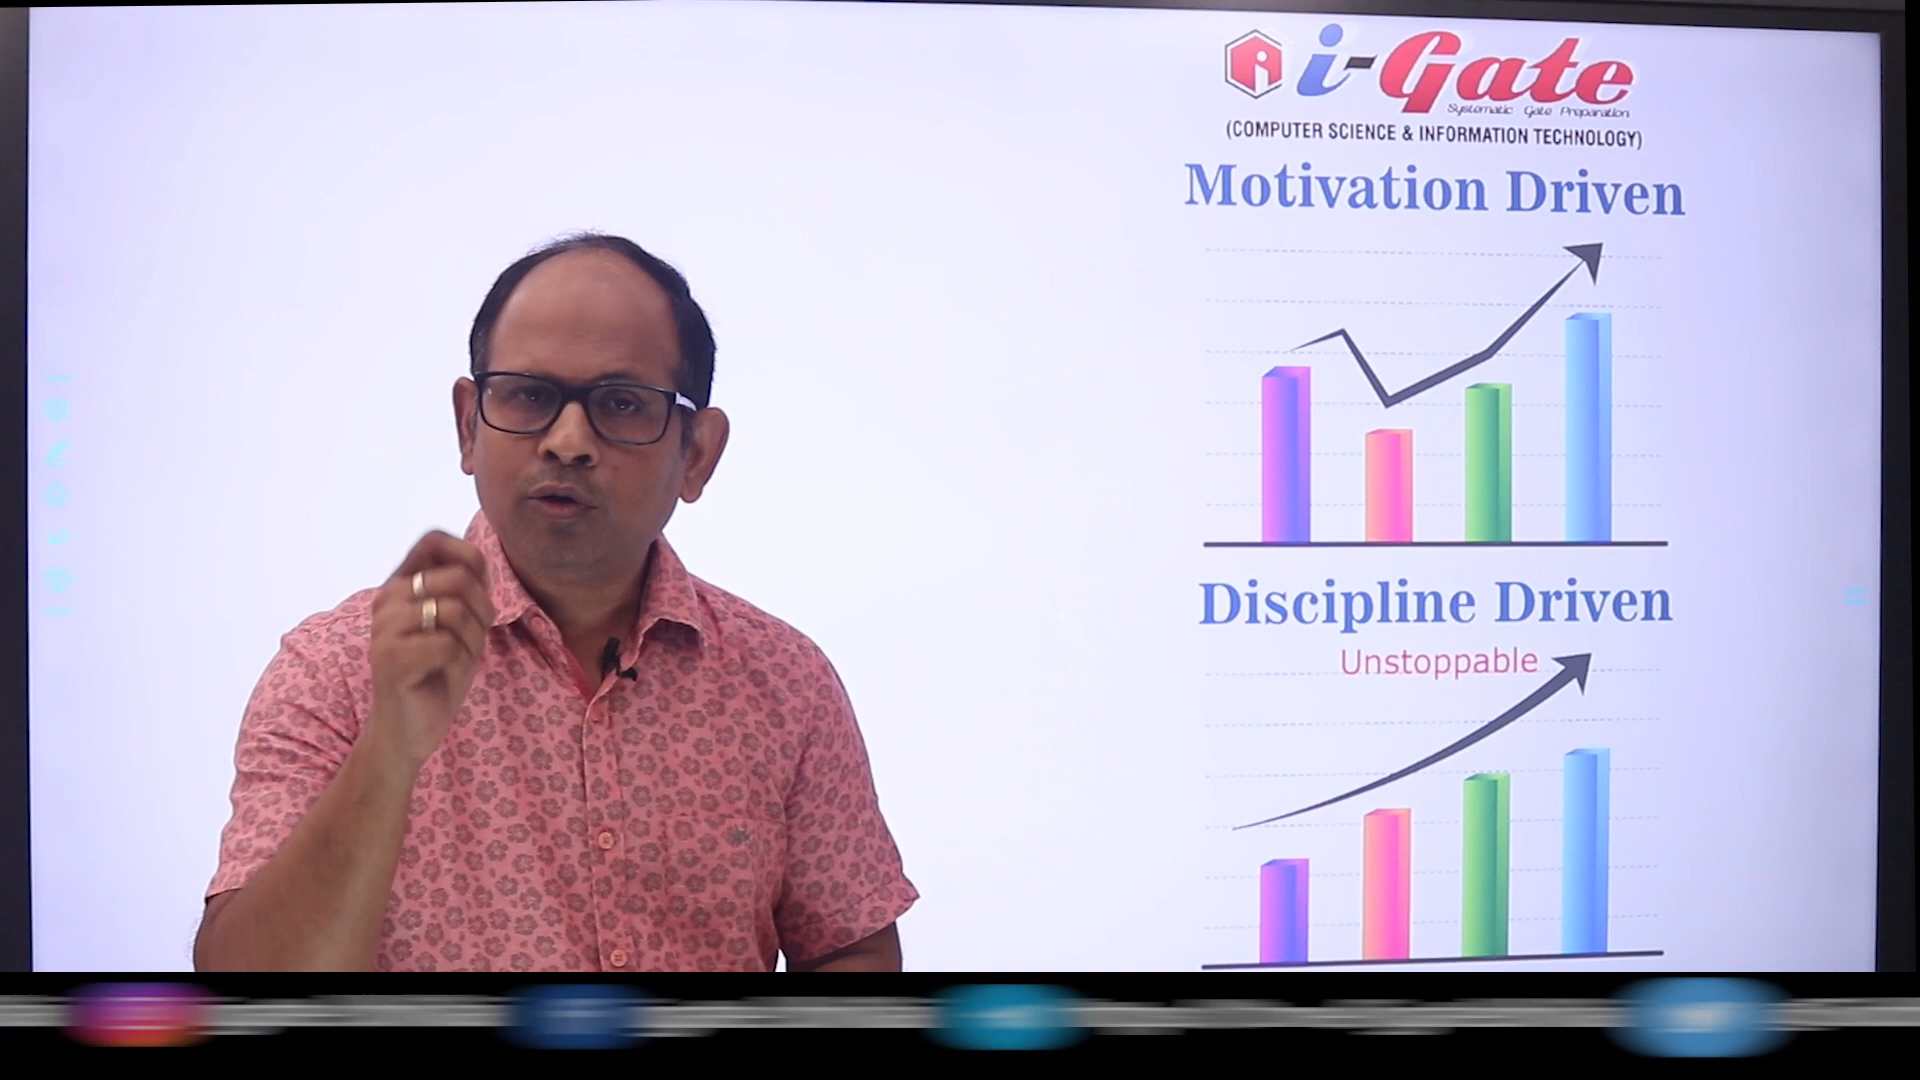 i-Gate
Systematic Gate Preparation
(COMPUTER SCIENCE & INFORMATION TECHNOLOGY)
Motivation Driven
Discipline Driven
Unstoppable